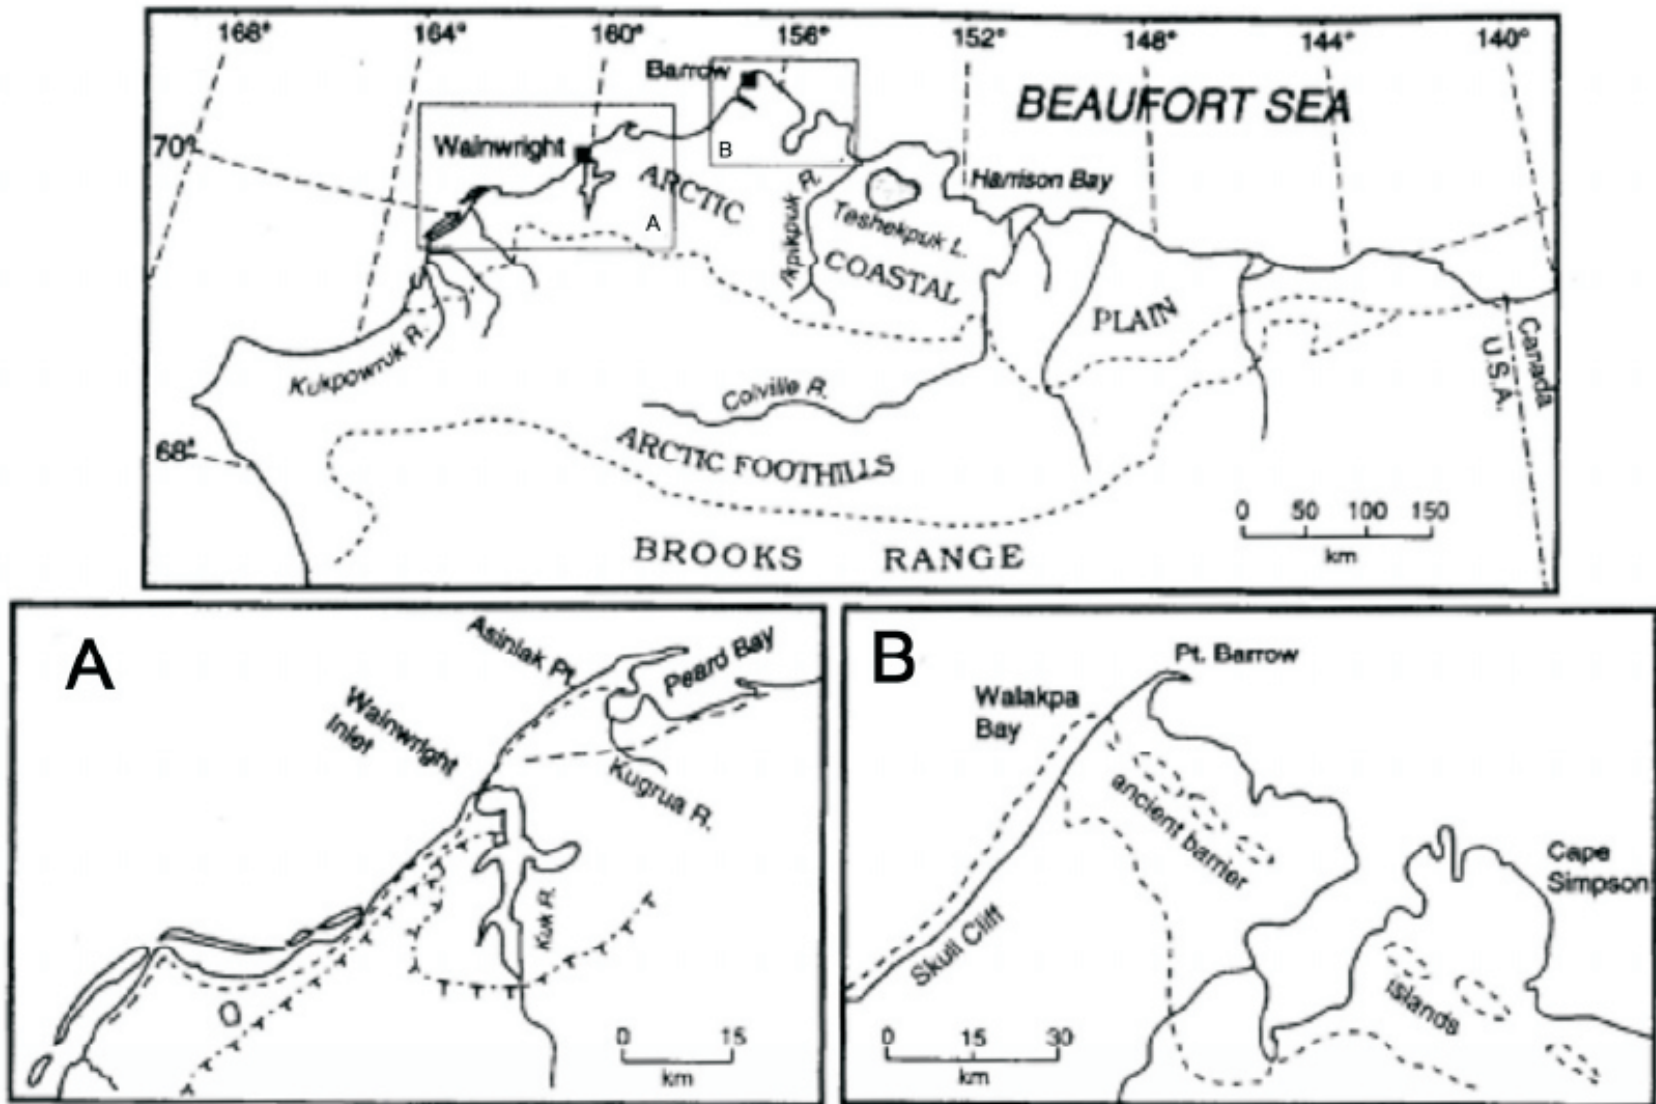 168° 164° 160° 156° 152° 148° 144° 140°
Barrow
BEAUFORT SEA
70°
Wainwright
B
ARCTIC
A
Harrison Bay
Ikpikpuk R.
Teshekpuk L.
COASTAL
PLAIN
Kukpowruk R.
Canada
U.S.A.
Colville R.
68°
ARCTIC FOOTHILLS
0 50 100 150
km
BROOKS RANGE
A
Asiniak Pt.
Peard Bay
Wainwright
Inlet
Kugrua R.
Kuk R.
0 15
km
B
Pt. Barrow
Walakpa
Bay
ancient barrier
Cape
Simpson
Skull Cliff
islands
0 15 30
km